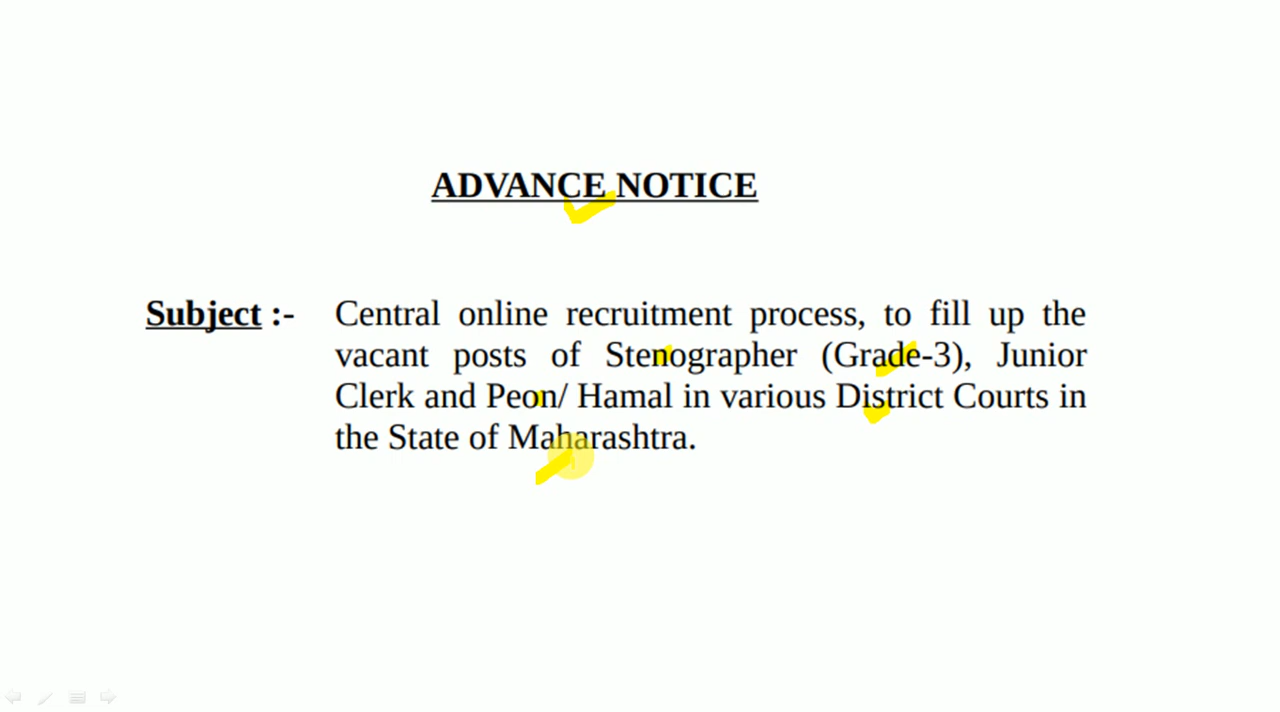 ADVANCE NOTICE
Subject :- Central online recruitment process, to fill up the
vacant posts of Stenographer (Grade-3), Junior
Clerk and Peon/ Hamal in various District Courts in
the State of Maharashtra.